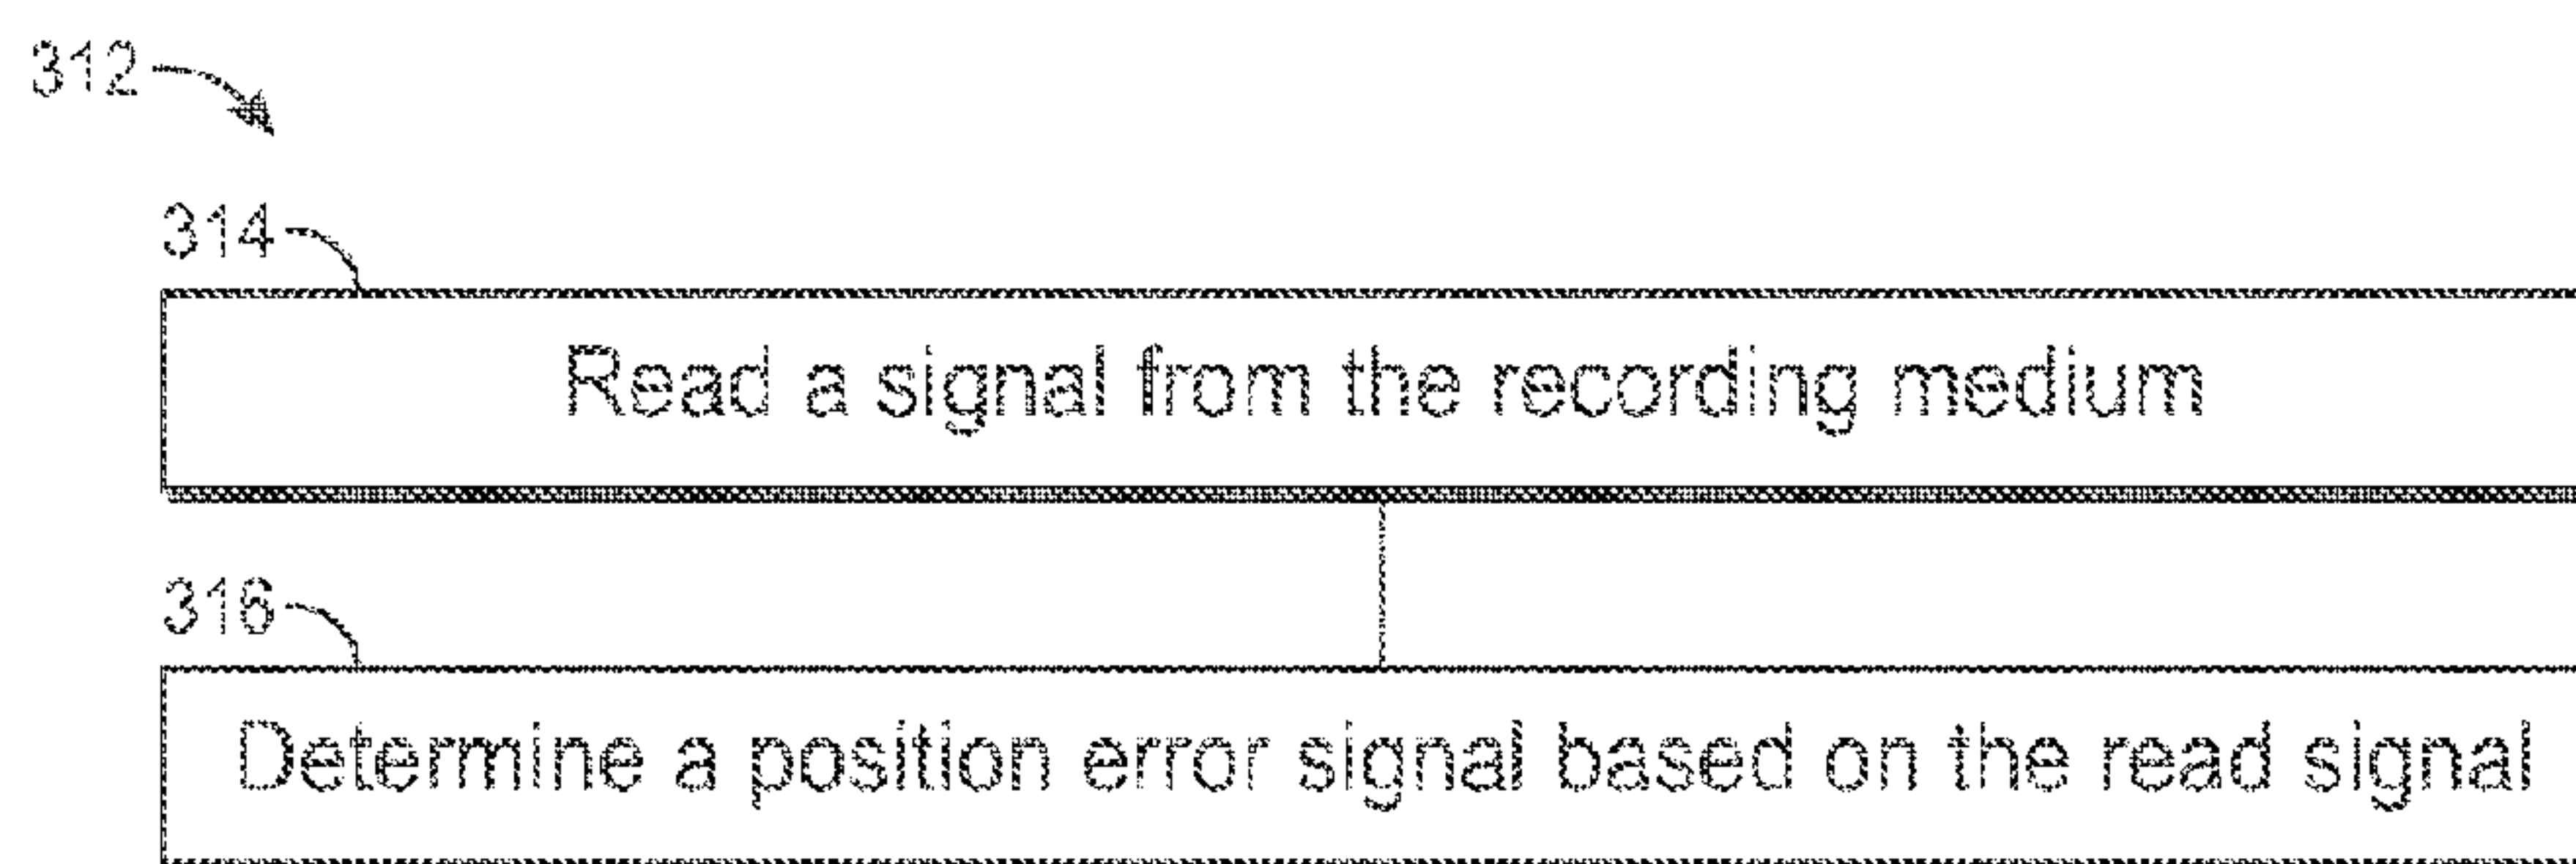 312
314
Read a signal from the recording medium
316
Determine a position error signal based on the read signal